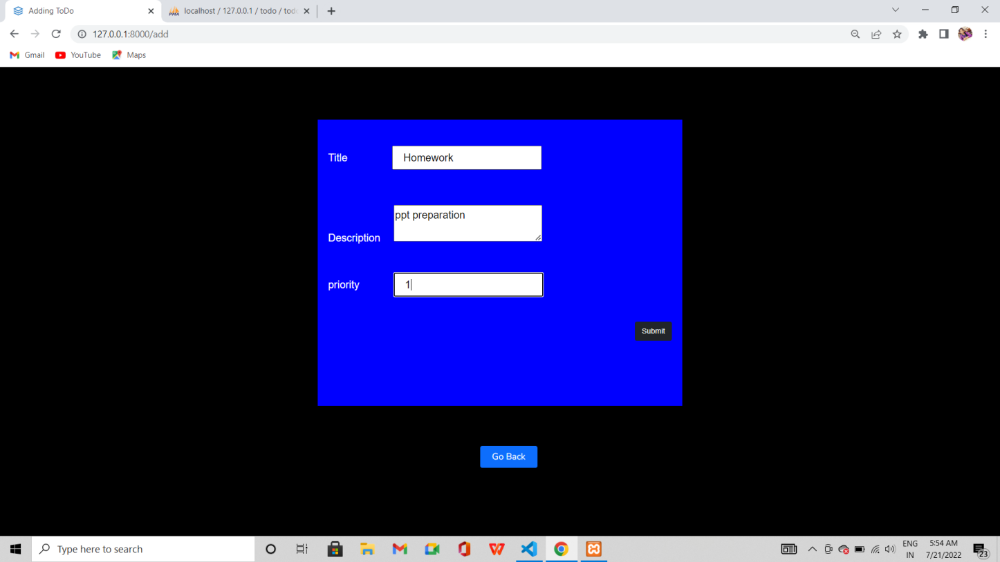 Adding ToDo
localhost / 127.0.0.1 / todo / tod
127.0.0.1:8000/add
Gmail
YouTube
Maps
Title
Homework
ppt preparation
Description
priority
1
Submit
Go Back
Type here to search
ENG
IN
5:54 AM
7/21/2022
23